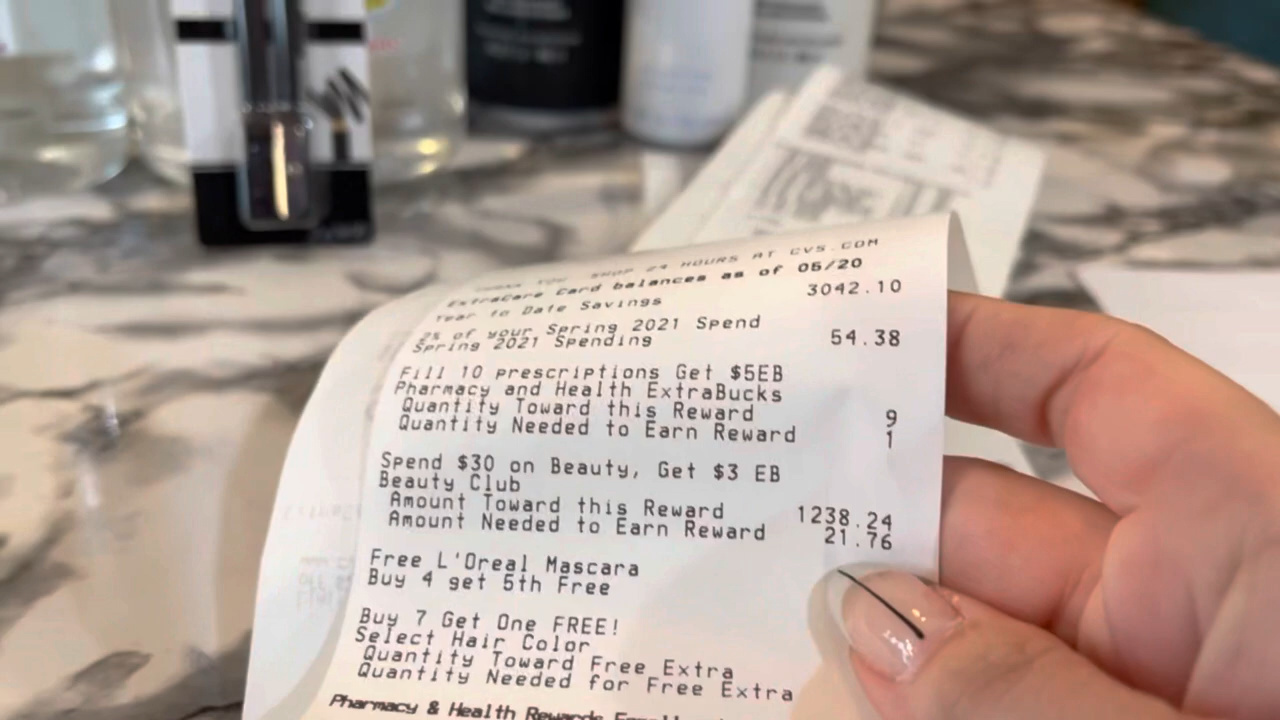 THANK YOU. SHOP 24 HOURS AT CVS.COM
ExtraCare Card balances as of 05/20
Year to Date Savings 3042.10
2% of your Spring 2021 Spend
Spring 2021 Spending 54.38
Fill 10 prescriptions Get $5EB
Pharmacy and Health ExtraBucks
Quantity Toward this Reward 9
Quantity Needed to Earn Reward 1
Spend $30 on Beauty, Get $3 EB
Beauty Club
Amount Toward this Reward 1238.24
Amount Needed to Earn Reward 21.76
Free L'Oreal Mascara
Buy 4 get 5th Free
Buy 7 Get One FREE!
Select Hair Color
Quantity Toward Free Extra
Quantity Needed for Free Extra
Pharmacy & Health Rewards